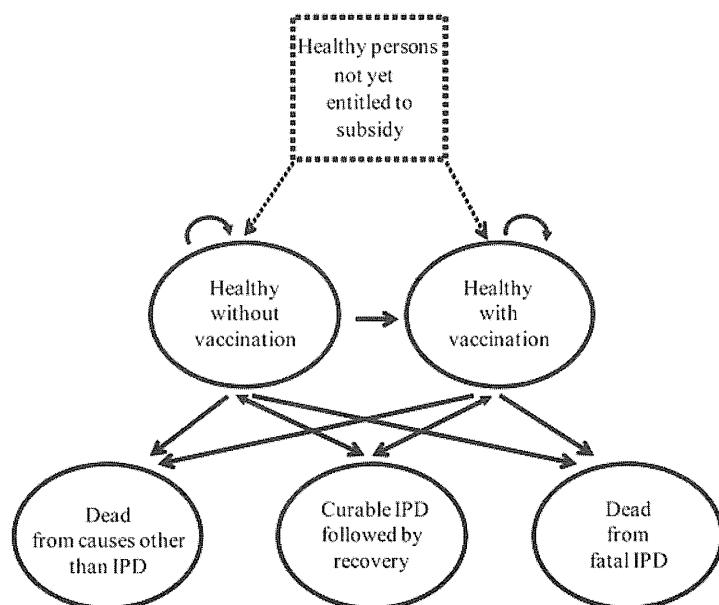 Healthy persons
not yet
entitled to
subsidy
Healthy
without
vaccination
Healthy
with
vaccination
Dead
from causes other
than IPD
Curable IPD
followed by
recovery
Dead
from
fatal IPD